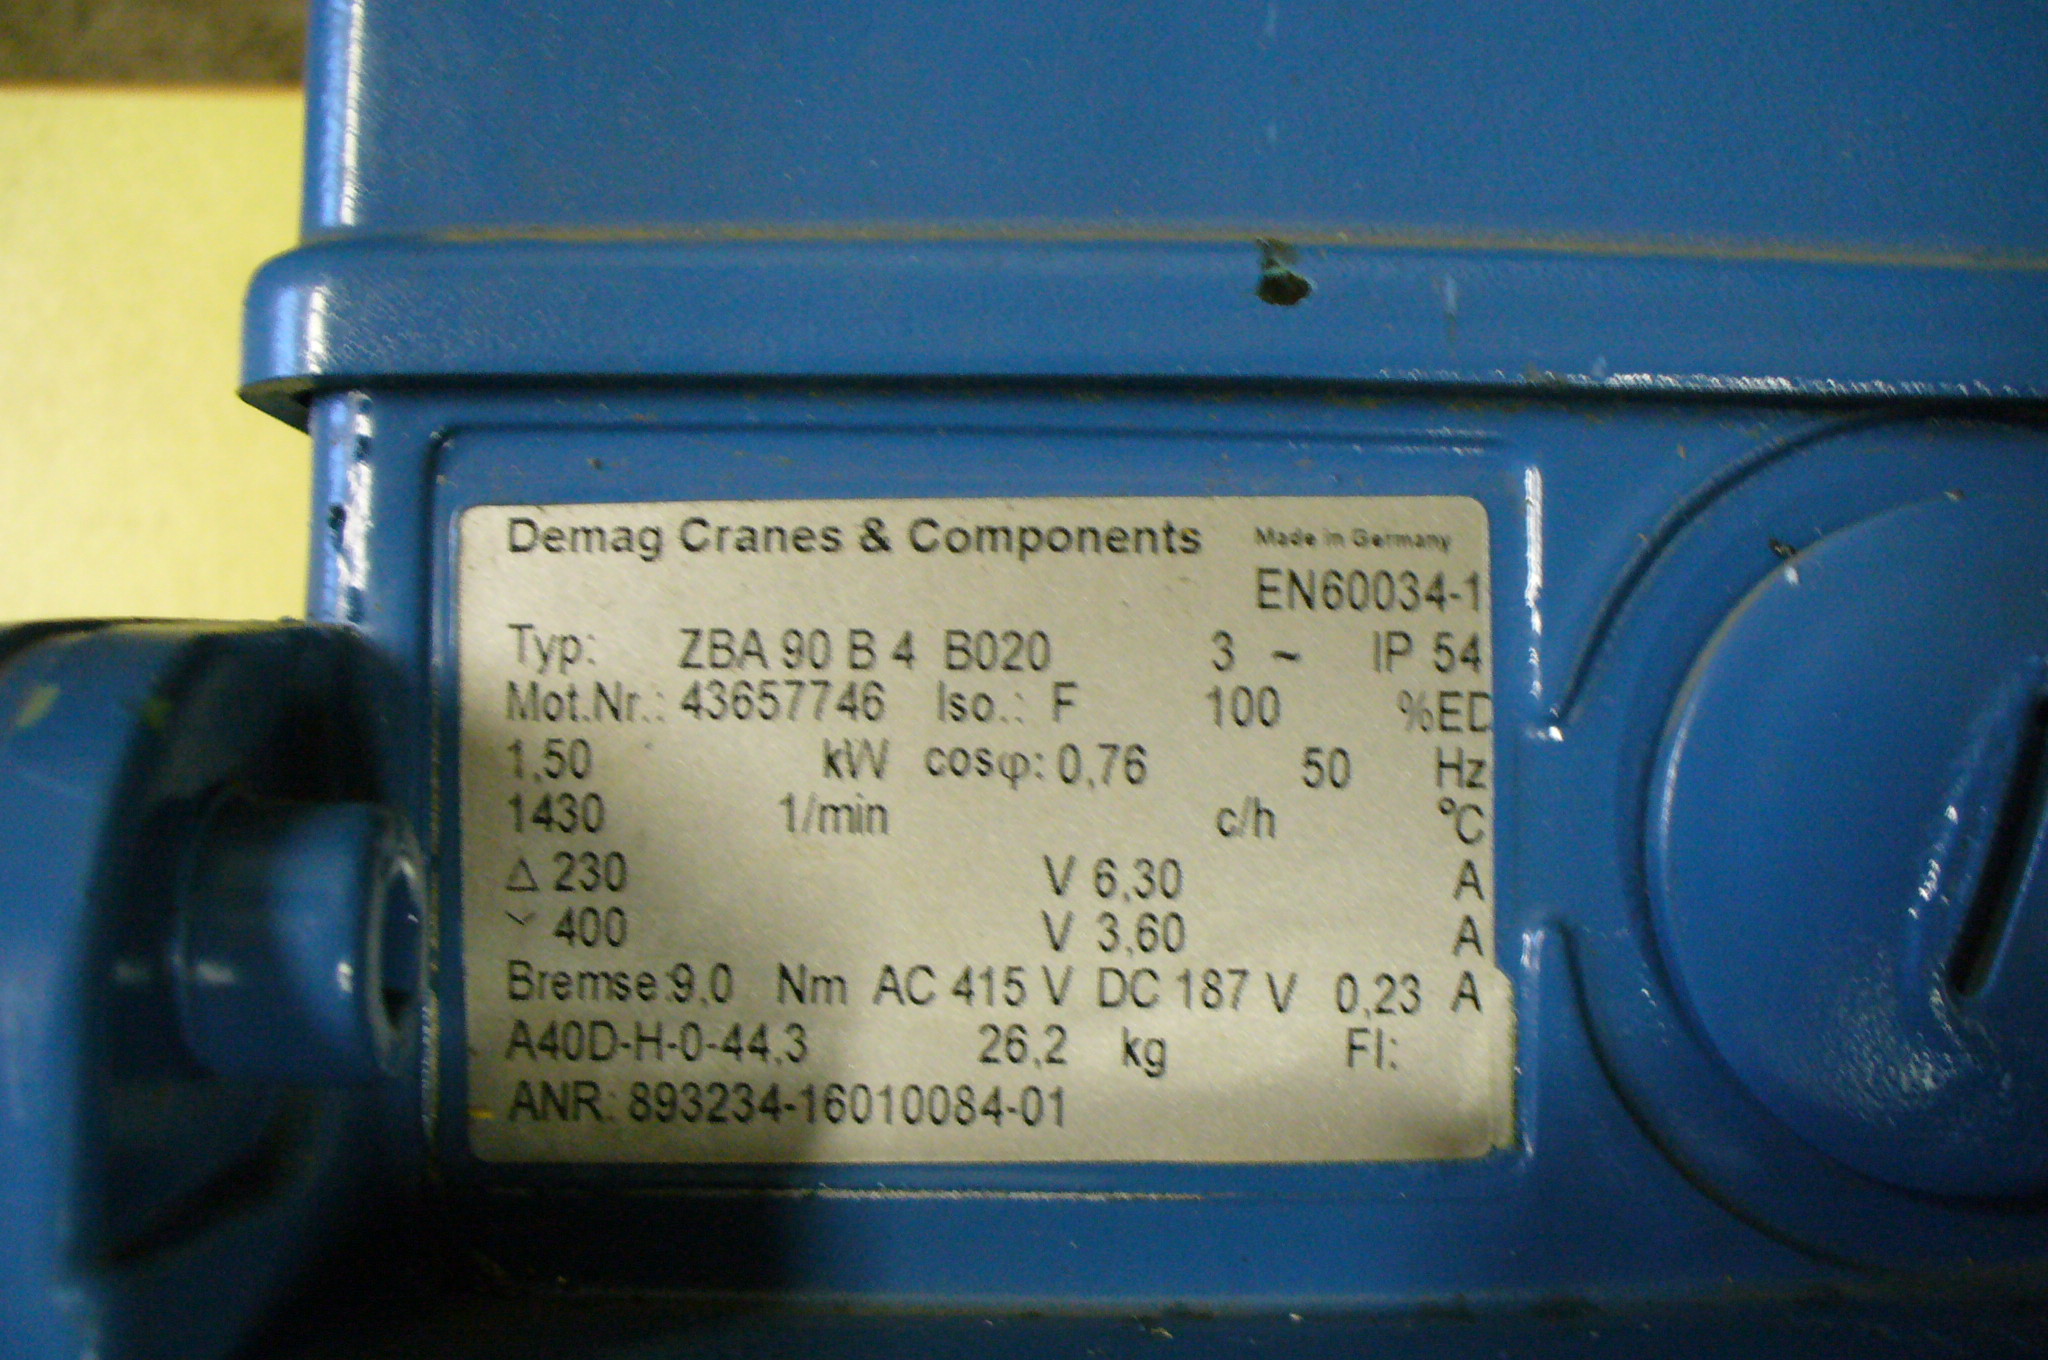 Demag Cranes & Components Made in Germany
EN60034-1
Typ: ZBA 90 B 4 B020 3 ~ IP 54
Mot.Nr.: 43657746 Iso.: F 100 %ED
1,50 kW cosφ: 0,76 50 Hz
1430 1/min c/h °C
Δ 230 V 6,30 A
Y 400 V 3,60 A
Bremse:9,0 Nm AC 415 V DC 187 V 0,23 A
A40D-H-0-44,3 26,2 kg FI:
ANR: 893234-16010084-01